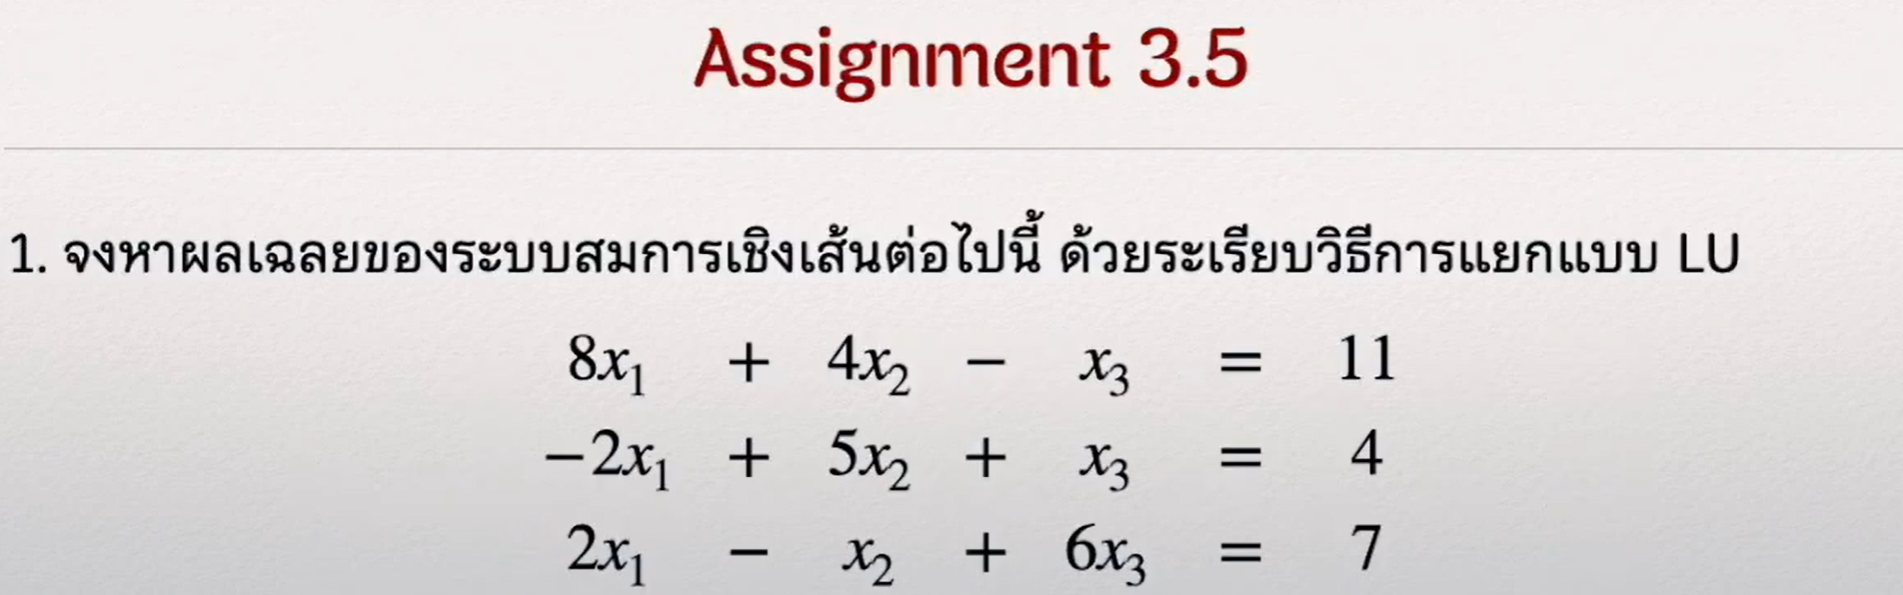 Assignment 3.5
1. จงหาผลเฉลยของระบบสมการเชิงเส้นต่อไปนี้ ด้วยระเรียบวิธีการแยกแบบ LU
8x₁ + 4x₂ − x₃ = 11
−2x₁ + 5x₂ + x₃ = 4
2x₁ − x₂ + 6x₃ = 7